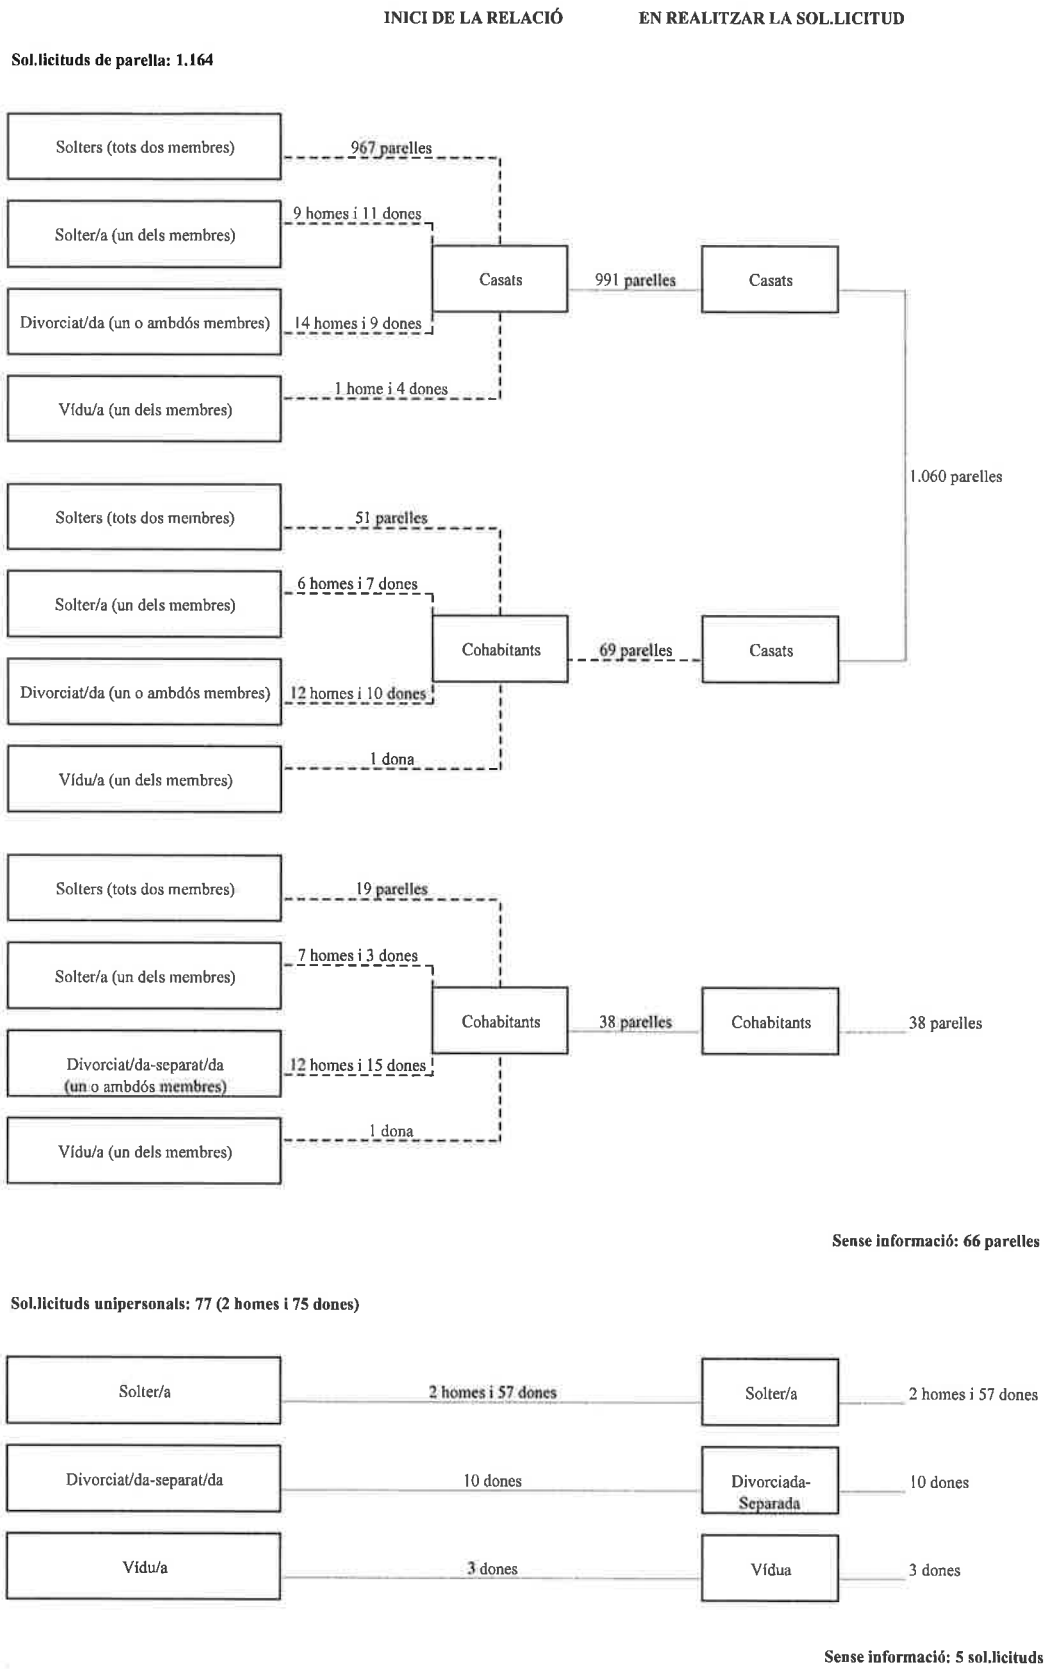 INICI DE LA RELACIÓ EN REALITZAR LA SOL.LICITUD
Sol.licituds de parella: 1.164
Solters (tots dos membres)
967 parelles
Solter/a (un dels membres)
9 homes i 11 dones
Casats
991 parelles
Casats
Divorciat/da (un o ambdós membres)
14 homes i 9 dones
Vídu/a (un dels membres)
1 home i 4 dones
1.060 parelles
Solters (tots dos membres)
51 parelles
Solter/a (un dels membres)
6 homes i 7 dones
Cohabitants
69 parelles
Casats
Divorciat/da (un o ambdós membres)
12 homes i 10 dones
Vídu/a (un dels membres)
1 dona
Solters (tots dos membres)
19 parelles
Solter/a (un dels membres)
7 homes i 3 dones
Cohabitants
38 parelles
Cohabitants
38 parelles
Divorciat/da-separat/da
(un o ambdós membres)
12 homes i 15 dones
Vídu/a (un dels membres)
1 dona
Sense informació: 66 parelles
Sol.licituds unipersonals: 77 (2 homes i 75 dones)
Solter/a
2 homes i 57 dones
Solter/a
2 homes i 57 dones
Divorciat/da-separat/da
10 dones
Divorciada-
Separada
10 dones
Vídu/a
3 dones
Vídua
3 dones
Sense informació: 5 sol.licituds